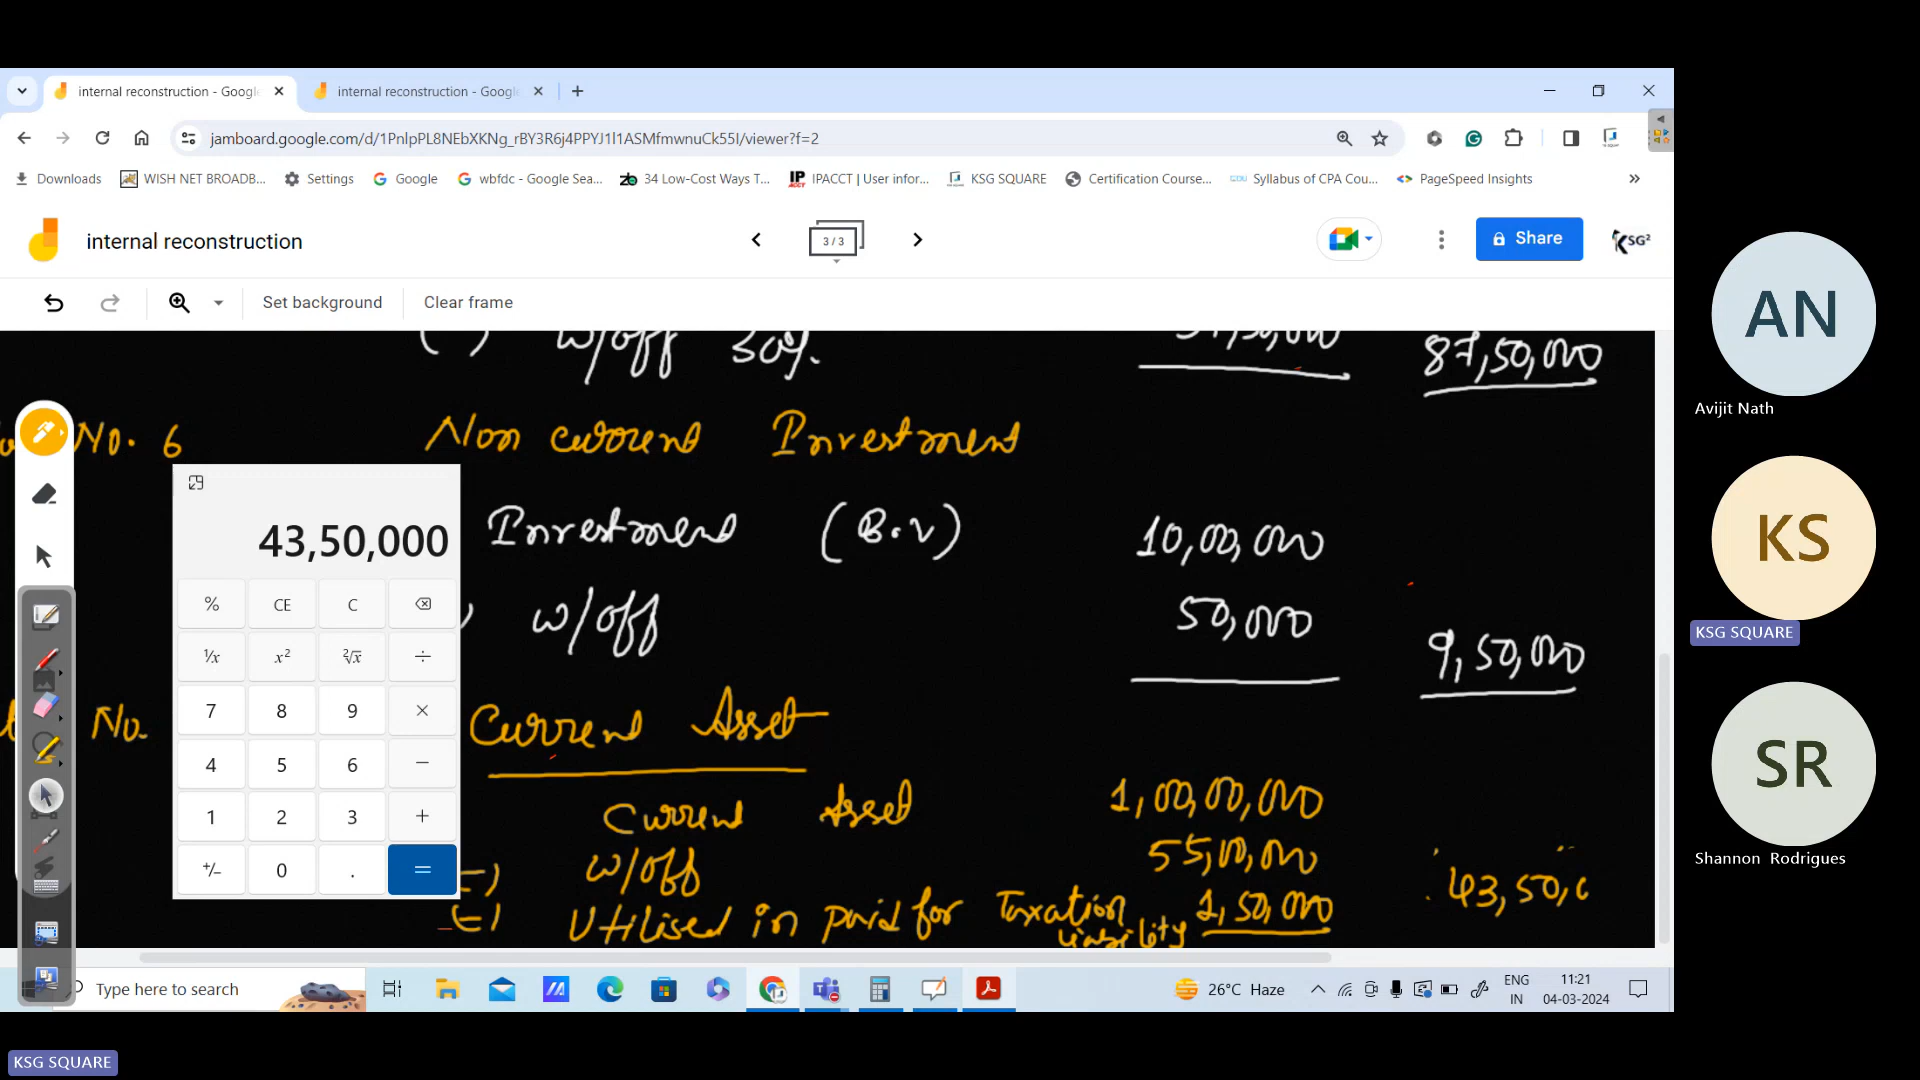 internal reconstruction - Google
internal reconstruction - Google
jamboard.google.com/d/1PnlpPL8NEbXKNg_rBY3R6j4PPYJ1l1ASMfmwnuCk55I/viewer?f=2
Downloads
WISH NET BROADB...
Settings
Google
wbfdc - Google Sea...
34 Low-Cost Ways T...
IPACCT | User infor...
KSG SQUARE
Certification Course...
Syllabus of CPA Cou...
PageSpeed Insights
internal reconstruction
3 / 3
Share
KSG²
Set background
Clear frame
(-) w/off 30%.
87,50,000
No. 6 Non current Investment
Investment (B.V) 10,00,000
w/off 50,000 9,50,000
No. Current Asset
Current Asset 1,00,00,000
(-) w/off 55,00,000
(-) Utilised in paid for Taxation liability 1,50,000 43,50,0
43,50,000
% CE C
¹/x x² ²√x ÷
7 8 9 ×
4 5 6 −
1 2 3 +
+/− 0 . =
AN
Avijit Nath
KS
KSG SQUARE
SR
Shannon Rodrigues
Type here to search
26°C Haze
ENG
IN
11:21
04-03-2024
KSG SQUARE